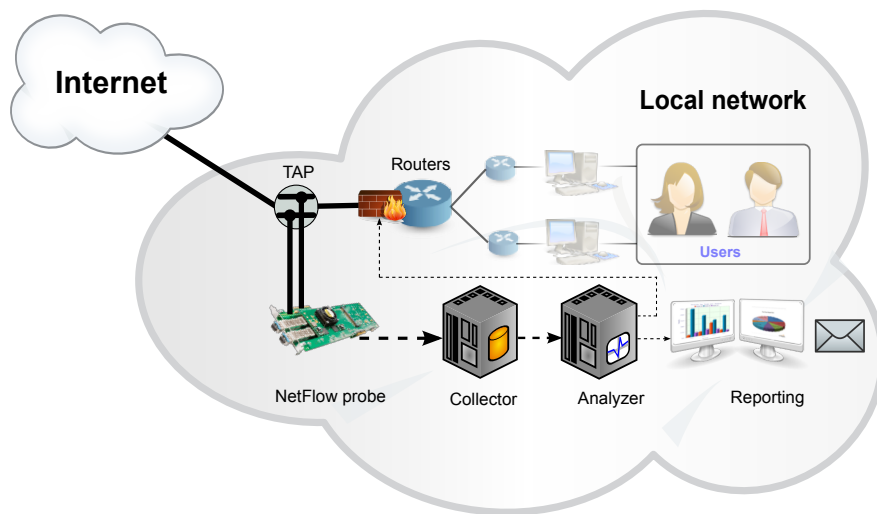 Internet
Local network
TAP
Routers
Users
NetFlow probe
Collector
Analyzer
Reporting